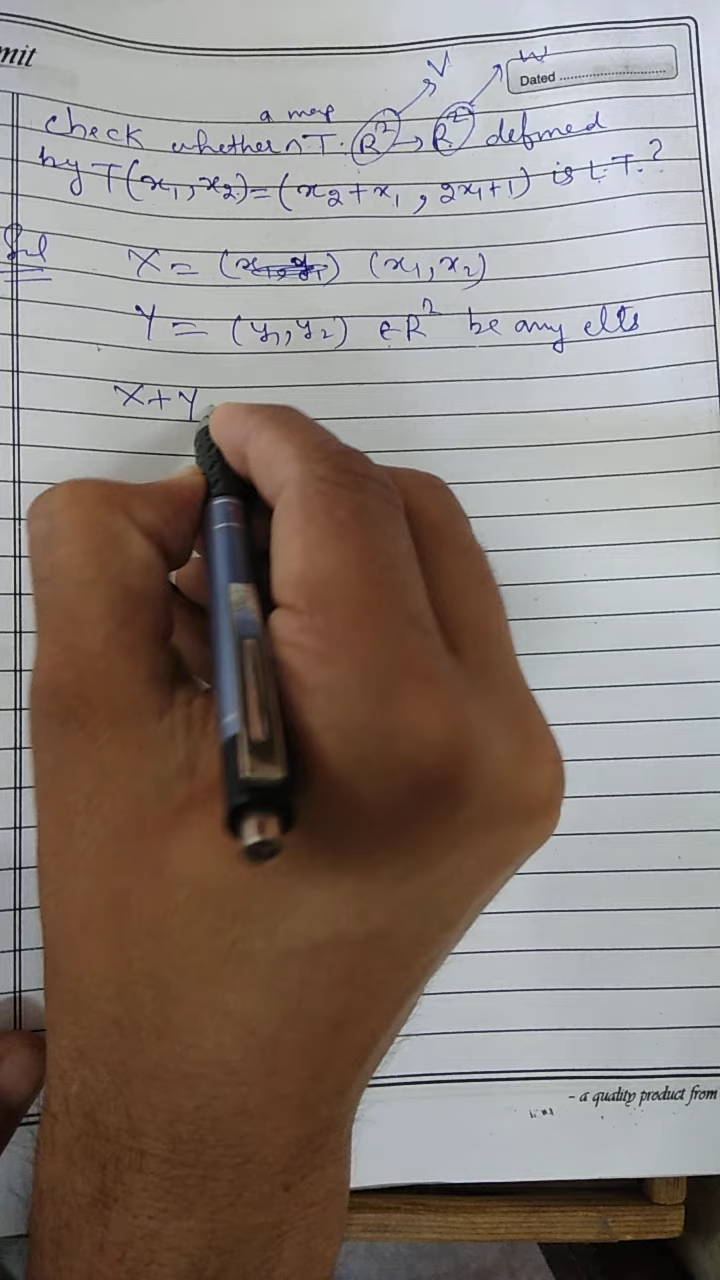 mit
V W
Dated
a map
Check whether ∧ T: R² → R² defined
by T(x₁, x₂) = (x₂ + x₁, 2x₁+1) is L.T.?
Sol X = (x₁, x₂)
Y = (y₁, y₂) ∈ R² be any elts
X + Y
- a quality product from